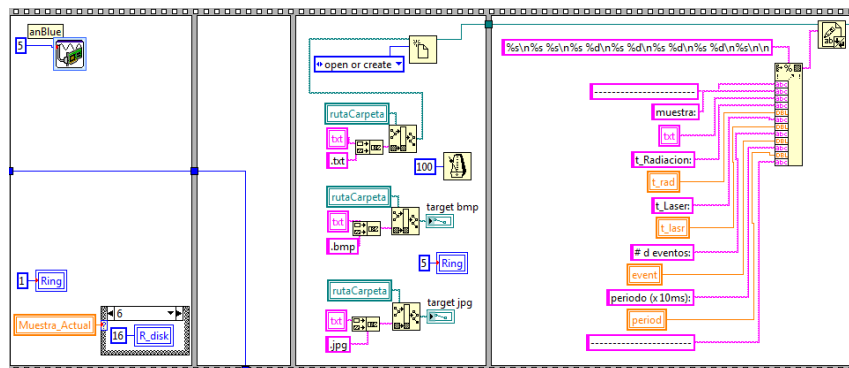 anBlue
5
1
Ring
Muestra_Actual
6
16
R_disk
open or create
rutaCarpeta
txt
.txt
100
rutaCarpeta
target bmp
txt
.bmp
5
Ring
rutaCarpeta
target jpg
txt
.jpg
%s\n%s %s\n%s %d\n%s %d\n%s %d\n%s %d\n%s\n\n
----------------------------
muestra:
txt
t_Radiacion:
t_rad
t_Laser:
t_lasr
# d eventos:
event
periodo (x10ms):
period
----------------------------